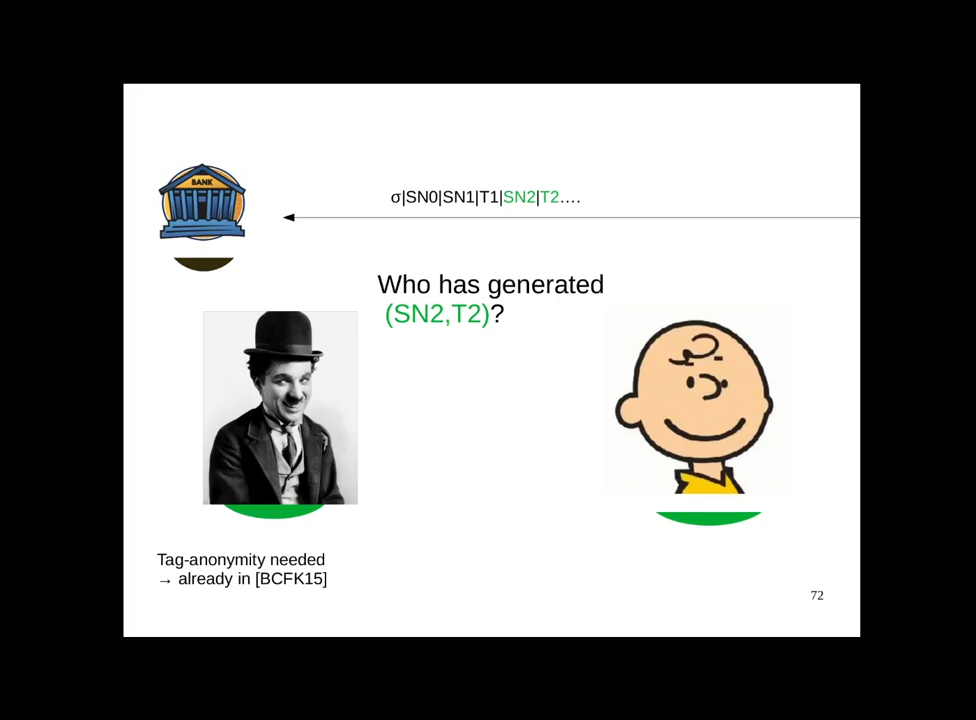 BANK
σ|SN0|SN1|T1|SN2|T2....
Who has generated
(SN2,T2)?
Tag-anonymity needed
→ already in [BCFK15]
72